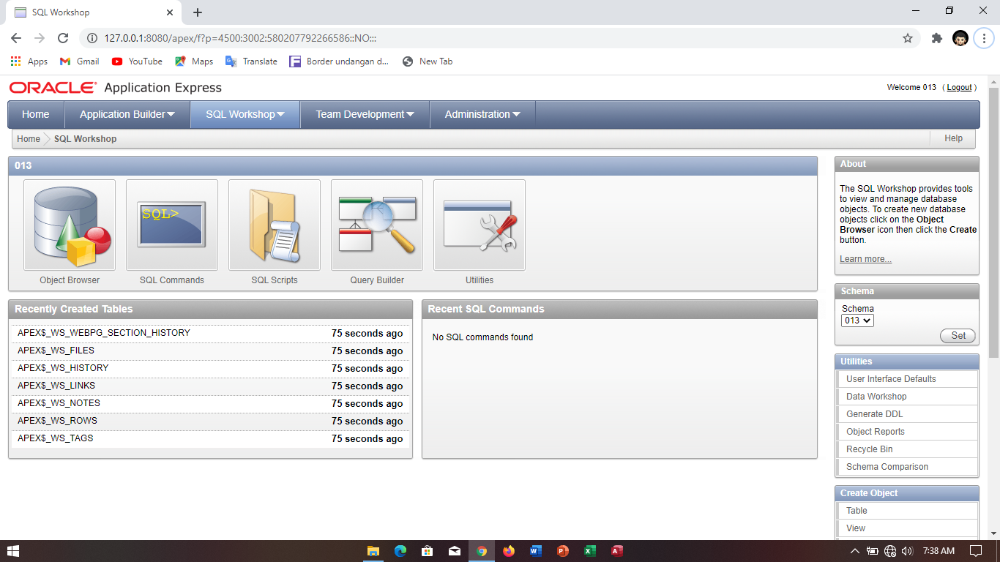 SQL Workshop
127.0.0.1:8080/apex/f?p=4500:3002:580207792266586::NO:::
Apps Gmail YouTube Maps Translate Border undangan d... New Tab
ORACLE Application Express
Welcome 013 ( Logout )
Home Application Builder SQL Workshop Team Development Administration
Home SQL Workshop Help
013
SQL>
Object Browser SQL Commands SQL Scripts Query Builder Utilities
Recently Created Tables
APEX$_WS_WEBPG_SECTION_HISTORY 75 seconds ago
APEX$_WS_FILES 75 seconds ago
APEX$_WS_HISTORY 75 seconds ago
APEX$_WS_LINKS 75 seconds ago
APEX$_WS_NOTES 75 seconds ago
APEX$_WS_ROWS 75 seconds ago
APEX$_WS_TAGS 75 seconds ago
Recent SQL Commands
No SQL commands found
About
The SQL Workshop provides tools
to view and manage database
objects. To create new database
objects click on the Object
Browser icon then click the Create
button.
Learn more...
Schema
Schema
013
Set
Utilities
User Interface Defaults
Data Workshop
Generate DDL
Object Reports
Recycle Bin
Schema Comparison
Create Object
Table
View
7:38 AM